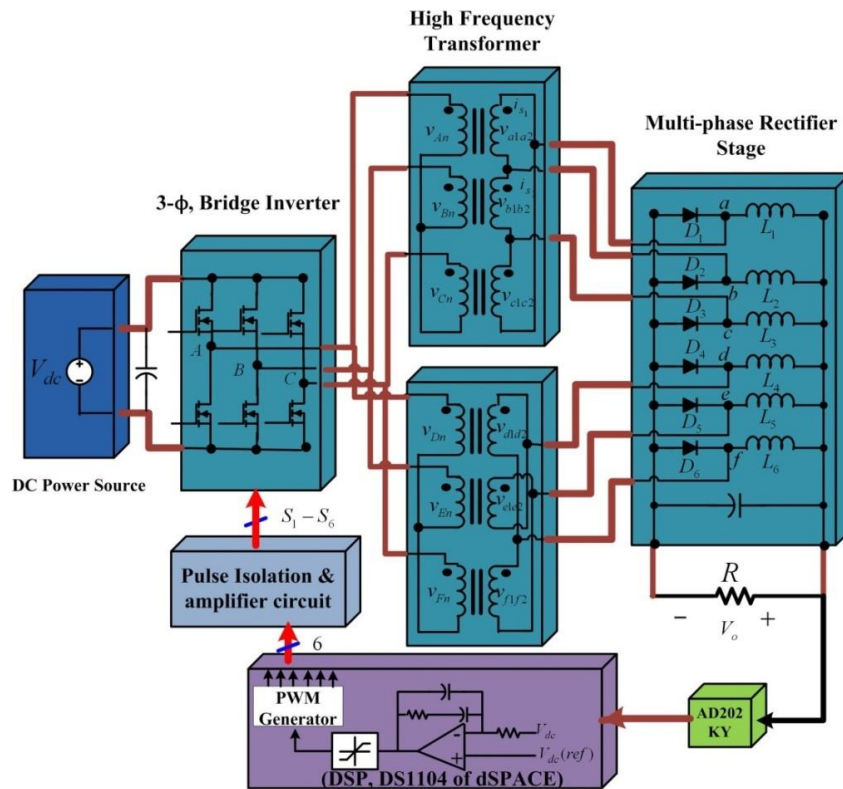 High Frequency
Transformer
Multi-phase Rectifier
Stage
3-ϕ, Bridge Inverter
DC Power Source
V_dc
A
B
C
v_An
v_Bn
v_Cn
i_s1
v_a1a2
i_s
v_b1b2
v_c1c2
v_Dn
v_En
v_Fn
v_d1d2
v_e1e2
v_f1f2
a
D_1
L_1
D_2
b
L_2
D_3
c
L_3
D_4
d
L_4
D_5
e
L_5
D_6
f
L_6
S_1 – S_6
Pulse Isolation &
amplifier circuit
6
R
– V_o +
PWM
Generator
-
+
V_dc
V_dc(ref)
(DSP, DS1104 of dSPACE)
AD202
KY